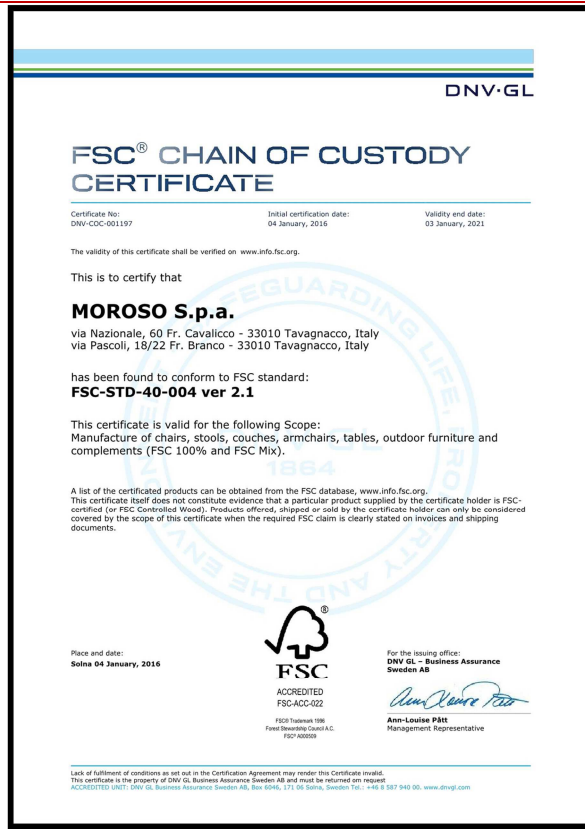 DNV·GL
FSC® CHAIN OF CUSTODY
CERTIFICATE
Certificate No:
DNV-COC-001197
Initial certification date:
04 January, 2016
Validity end date:
03 January, 2021
The validity of this certificate shall be verified on www.info.fsc.org.
This is to certify that
MOROSO S.p.a.
via Nazionale, 60 Fr. Cavalicco - 33010 Tavagnacco, Italy
via Pascoli, 18/22 Fr. Branco - 33010 Tavagnacco, Italy
has been found to conform to FSC standard:
FSC-STD-40-004 ver 2.1
This certificate is valid for the following Scope:
Manufacture of chairs, stools, couches, armchairs, tables, outdoor furniture and
complements (FSC 100% and FSC Mix).
1864
A list of the certificated products can be obtained from the FSC database, www.info.fsc.org.
This certificate itself does not constitute evidence that a particular product supplied by the certificate holder is FSC-
certified (or FSC Controlled Wood). Products offered, shipped or sold by the certificate holder can only be considered
covered by the scope of this certificate when the required FSC claim is clearly stated on invoices and shipping
documents.
Place and date:
Solna 04 January, 2016
®
FSC
ACCREDITED
FSC-ACC-022
FSC® Trademark 1996
Forest Stewardship Council A.C.
FSC® A000509
For the issuing office:
DNV GL – Business Assurance
Sweden AB
Ann-Louise Pått
Management Representative
Lack of fulfilment of conditions as set out in the Certification Agreement may render this Certificate invalid.
This certificate is the property of DNV GL Business Assurance Sweden AB and must be returned om request
ACCREDITED UNIT: DNV GL Business Assurance Sweden AB, Box 6046, 171 06 Solna, Sweden Tel.: +46 8 587 940 00. www.dnvgl.com